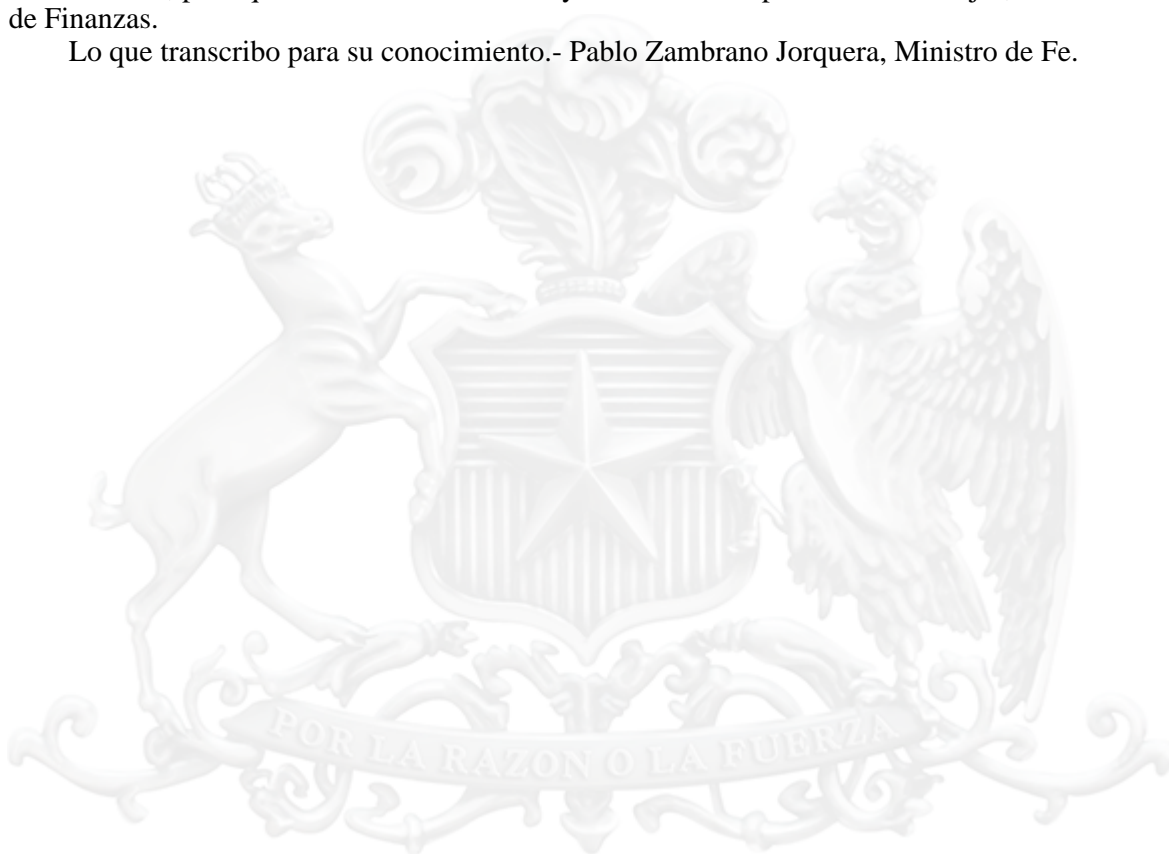 de Finanzas.
Lo que transcribo para su conocimiento.- Pablo Zambrano Jorquera, Ministro de Fe.
POR LA RAZON O LA FUERZA